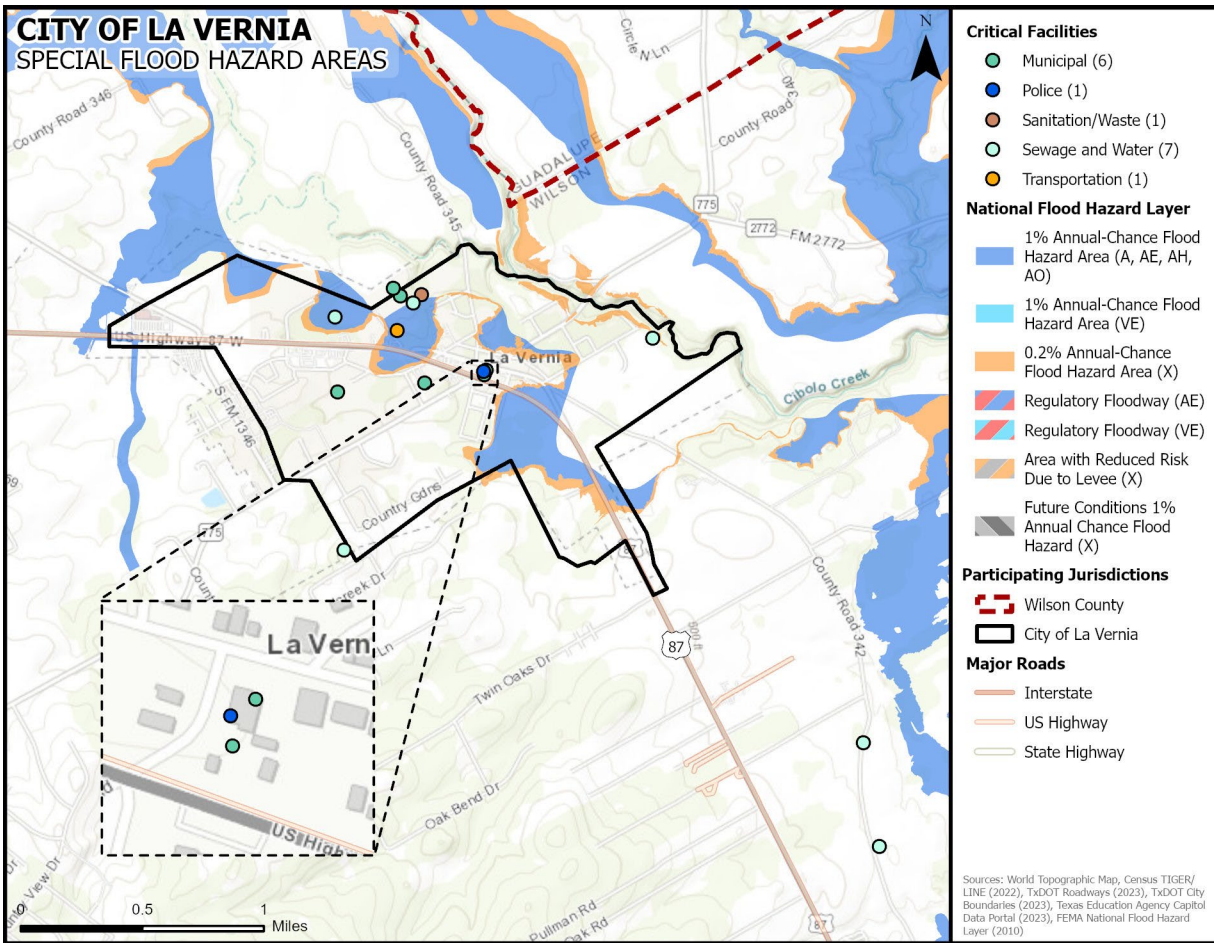 CITY OF LA VERNIA
SPECIAL FLOOD HAZARD AREAS
N
Circle N Ln
County Road 346
County Road 345
County Road
340
GUADALUPE
WILSON
775
2772
FM 2772
US Highway 87 W
La Vernia
Cibolo Creek
S FM 1346
Country Gdns
775
87
County Road 342
500 ft
87
Twin Oaks Dr
Oak Bend Dr
Pullman Rd
Oak Rd
87
Ln
La Vern
US High
0
0.5
1
Miles
Critical Facilities
Municipal (6)
Police (1)
Sanitation/Waste (1)
Sewage and Water (7)
Transportation (1)
National Flood Hazard Layer
1% Annual-Chance Flood
Hazard Area (A, AE, AH,
AO)
1% Annual-Chance Flood
Hazard Area (VE)
0.2% Annual-Chance
Flood Hazard Area (X)
Regulatory Floodway (AE)
Regulatory Floodway (VE)
Area with Reduced Risk
Due to Levee (X)
Future Conditions 1%
Annual Chance Flood
Hazard (X)
Participating Jurisdictions
Wilson County
City of La Vernia
Major Roads
Interstate
US Highway
State Highway
Sources: World Topographic Map, Census TIGER/
LINE (2022), TxDOT Roadways (2023), TxDOT City
Boundaries (2023), Texas Education Agency Capitol
Data Portal (2023), FEMA National Flood Hazard
Layer (2010)